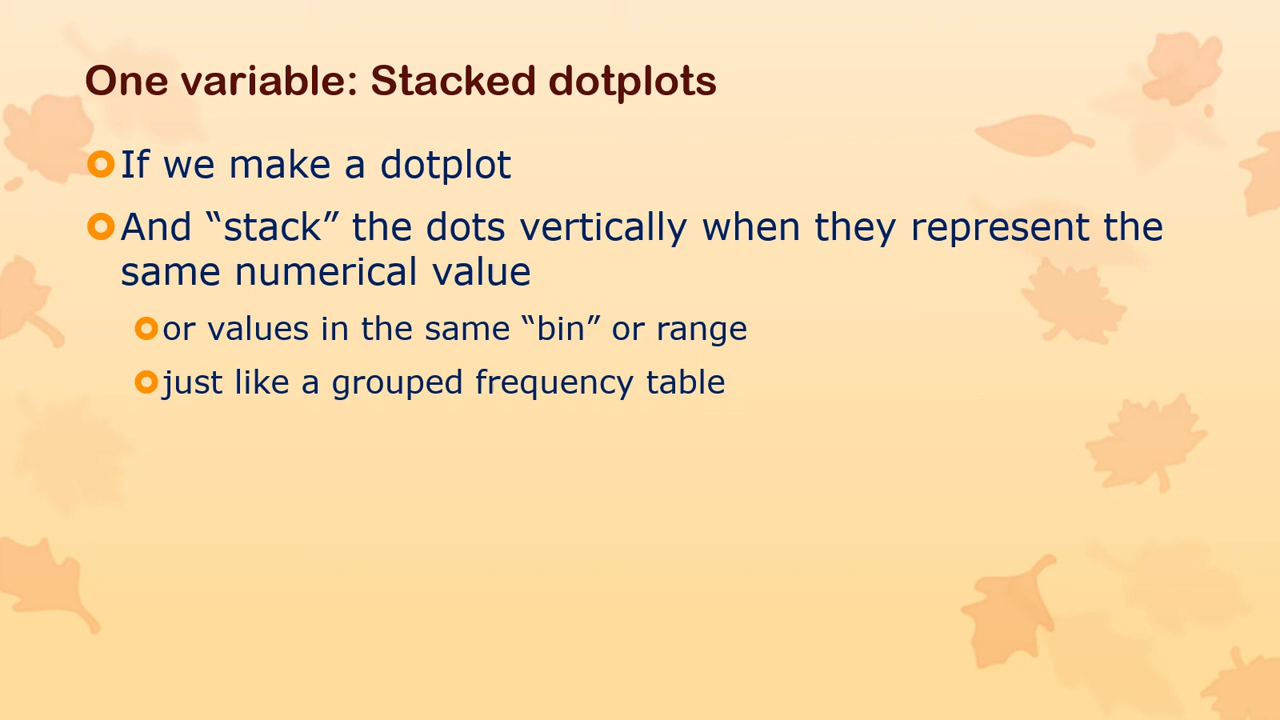 One variable: Stacked dotplots
If we make a dotplot
And “stack” the dots vertically when they represent the
same numerical value
or values in the same “bin” or range
just like a grouped frequency table